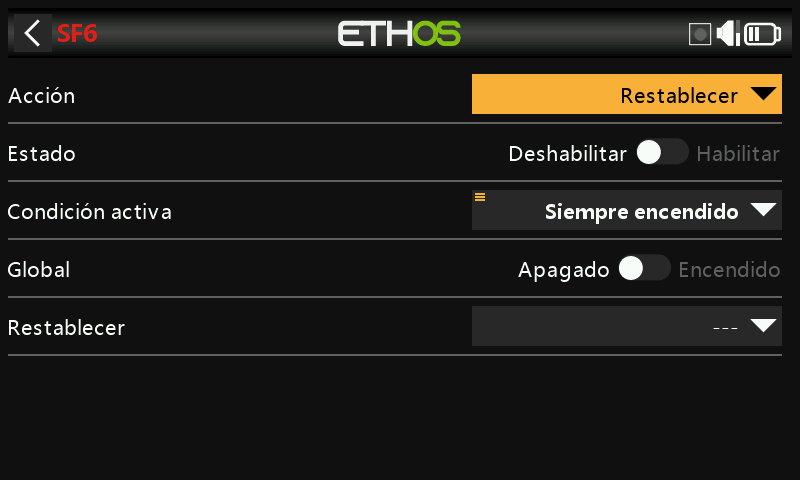 SF6 ETHOS
Acción Restablecer
Estado Deshabilitar Habilitar
Condición activa Siempre encendido
Global Apagado Encendido
Restablecer ---